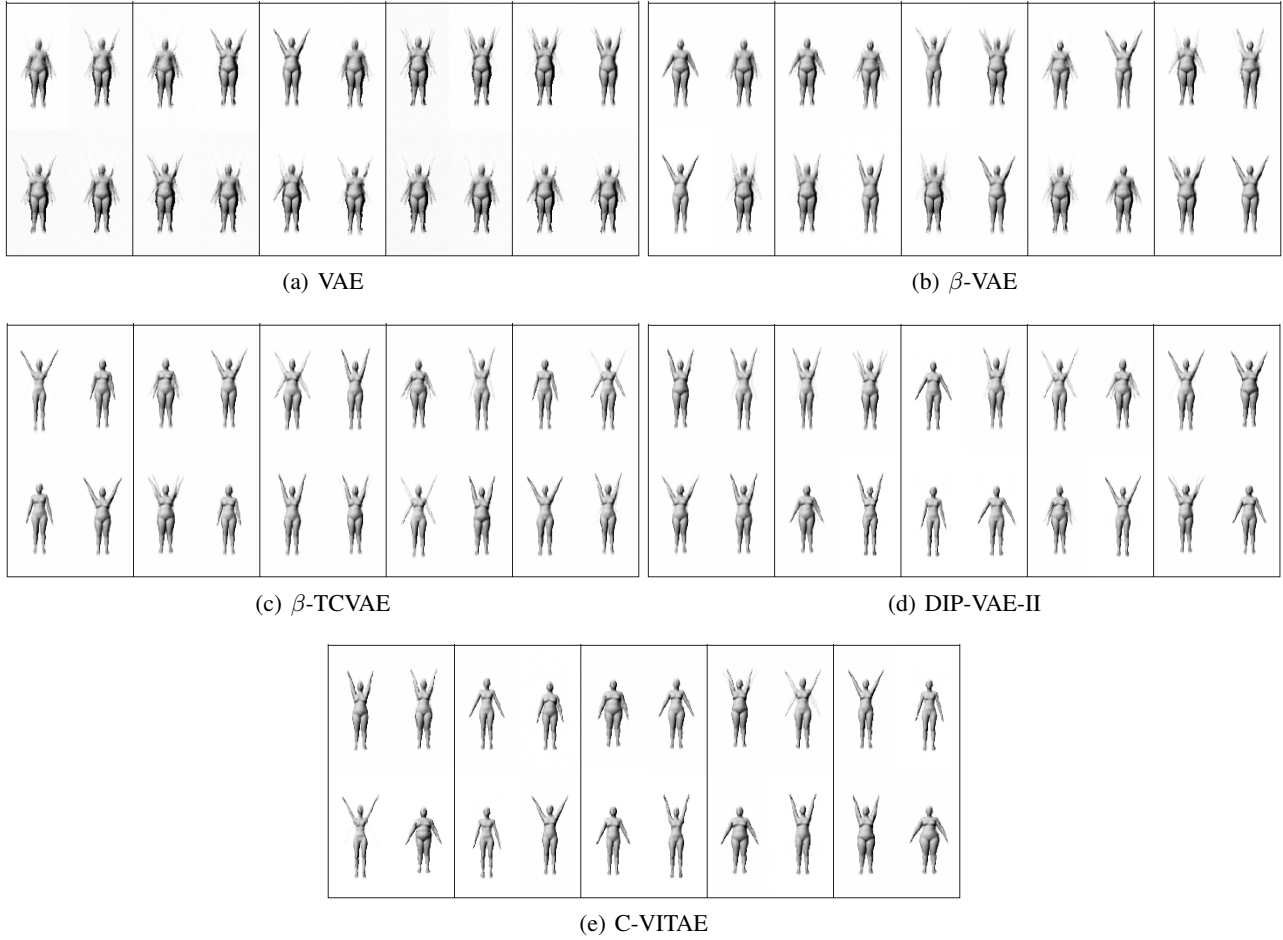 (a) VAE
(b) β-VAE
(c) β-TCVAE
(d) DIP-VAE-II
(e) C-VITAE